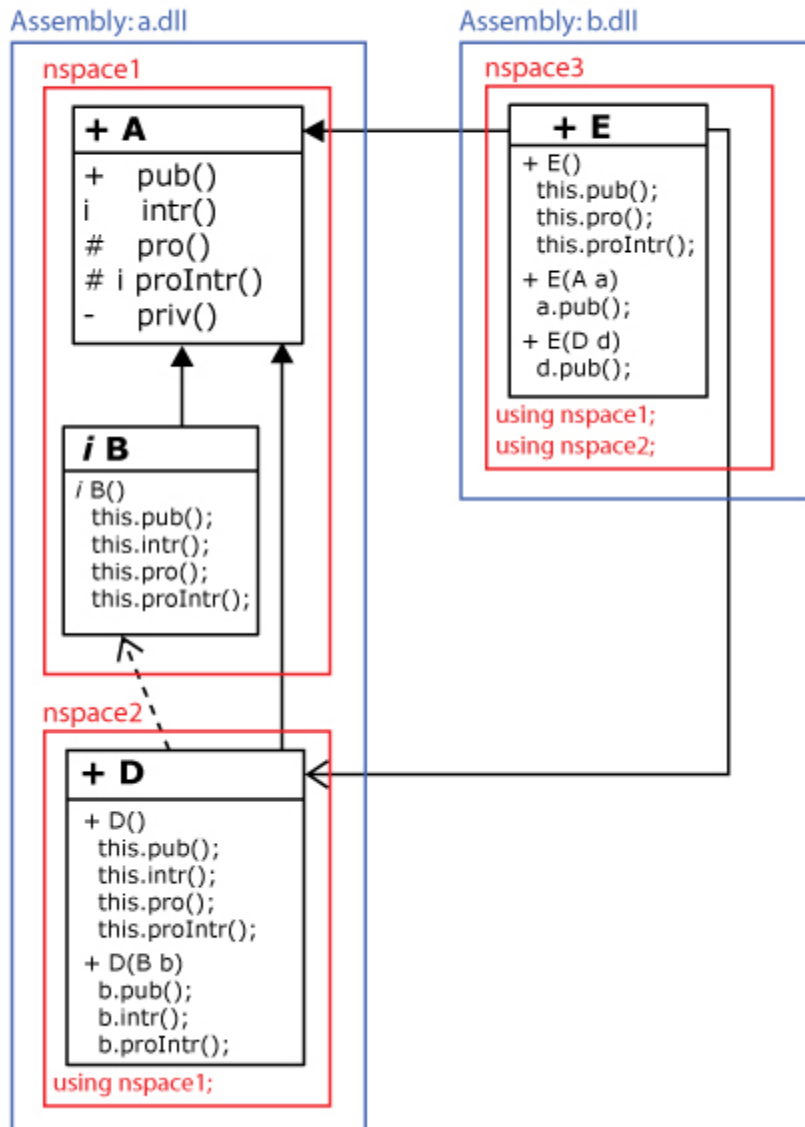 Assembly: a.dll
nspace1
+ A
+ pub()
i intr()
# pro()
# i proIntr()
- priv()
i B
i B()
this.pub();
this.intr();
this.pro();
this.proIntr();
nspace2
+ D
+ D()
this.pub();
this.intr();
this.pro();
this.proIntr();
+ D(B b)
b.pub();
b.intr();
b.proIntr();
using nspace1;
Assembly: b.dll
nspace3
+ E
+ E()
this.pub();
this.pro();
this.proIntr();
+ E(A a)
a.pub();
+ E(D d)
d.pub();
using nspace1;
using nspace2;